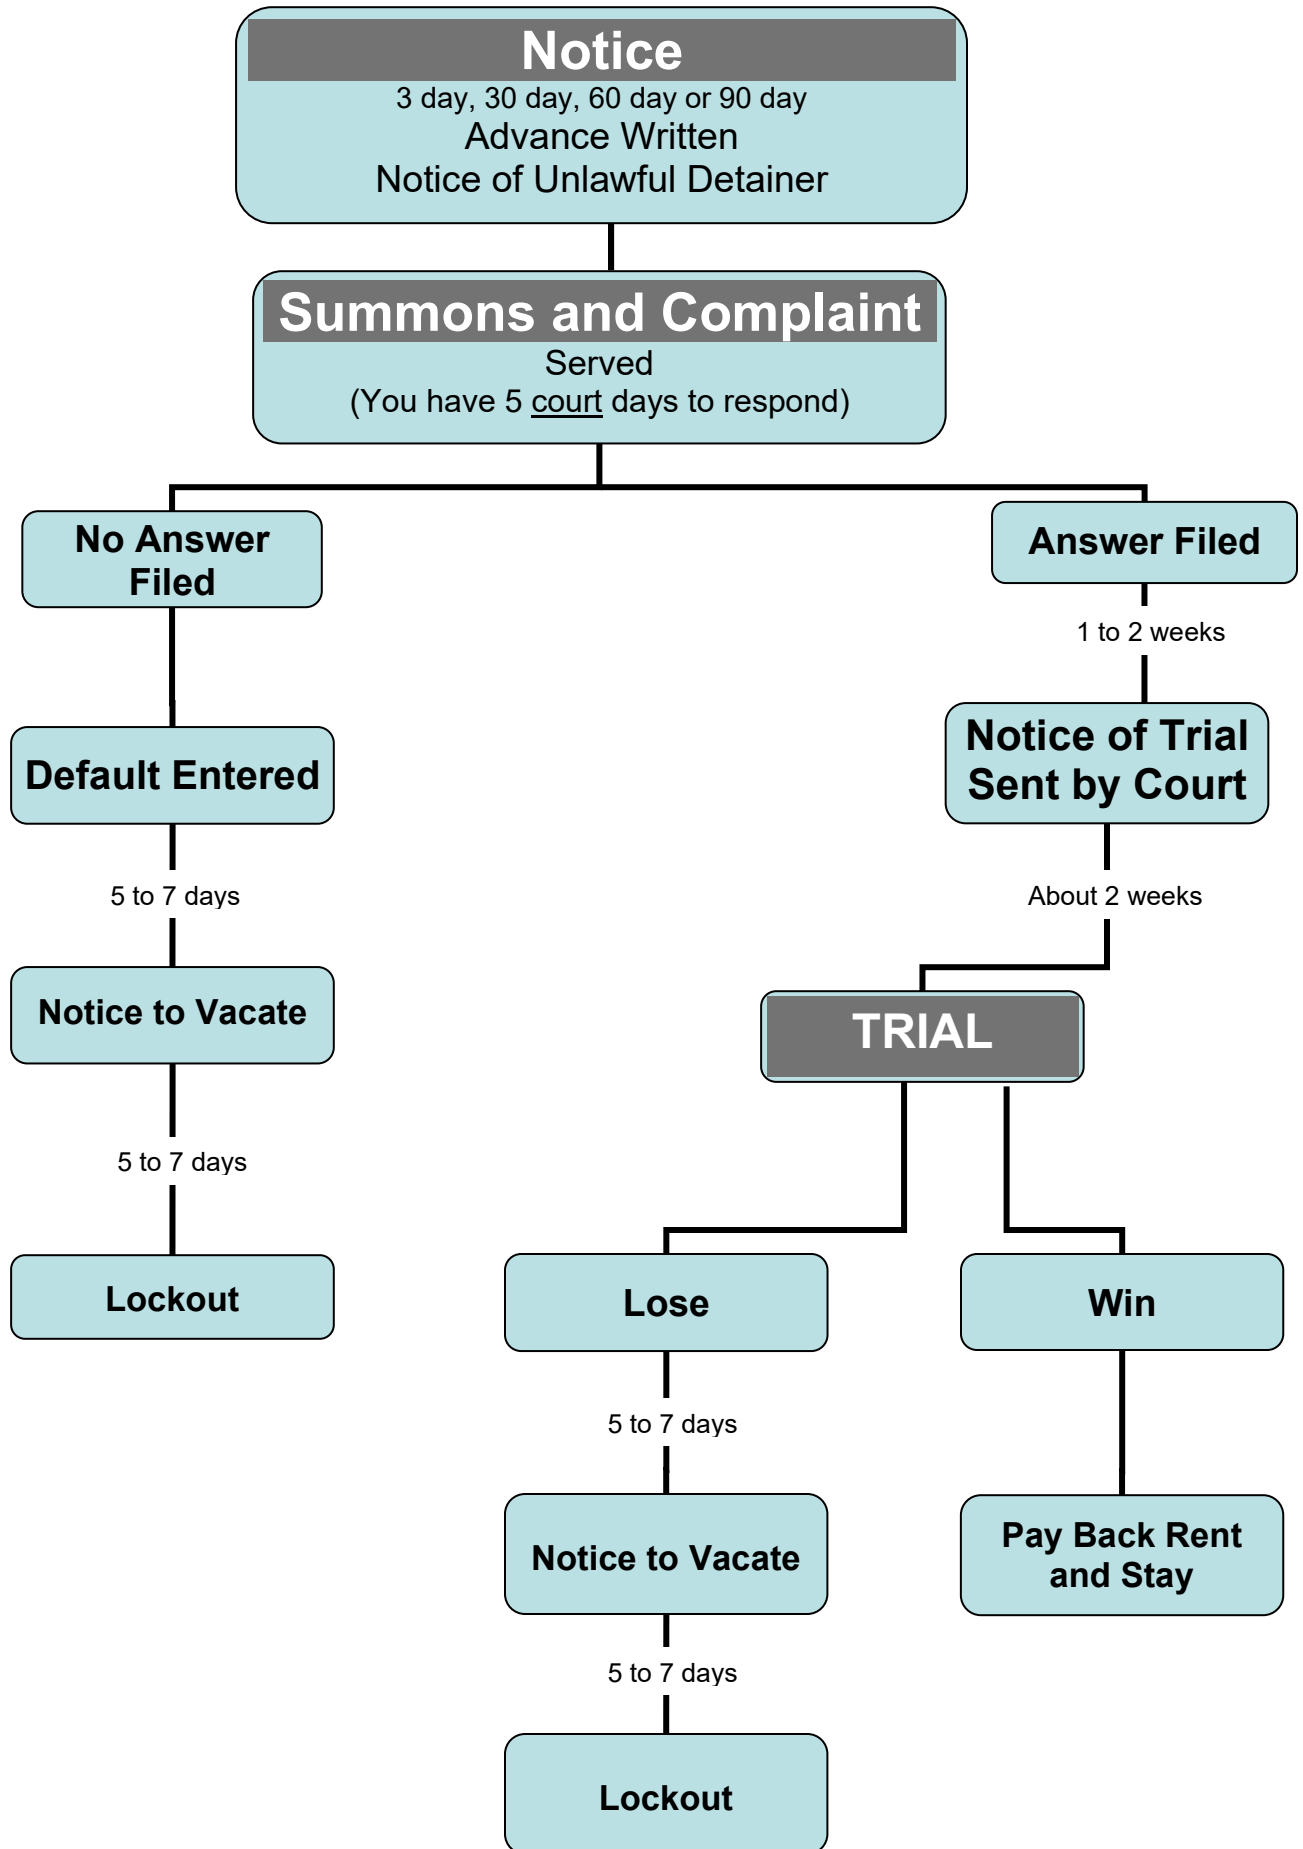 Notice
3 day, 30 day, 60 day or 90 day
Advance Written
Notice of Unlawful Detainer
Summons and Complaint
Served
(You have 5 court days to respond)
No Answer
Filed
Default Entered
5 to 7 days
Notice to Vacate
5 to 7 days
Lockout
Answer Filed
1 to 2 weeks
Notice of Trial
Sent by Court
About 2 weeks
TRIAL
Lose
5 to 7 days
Notice to Vacate
5 to 7 days
Lockout
Win
Pay Back Rent
and Stay